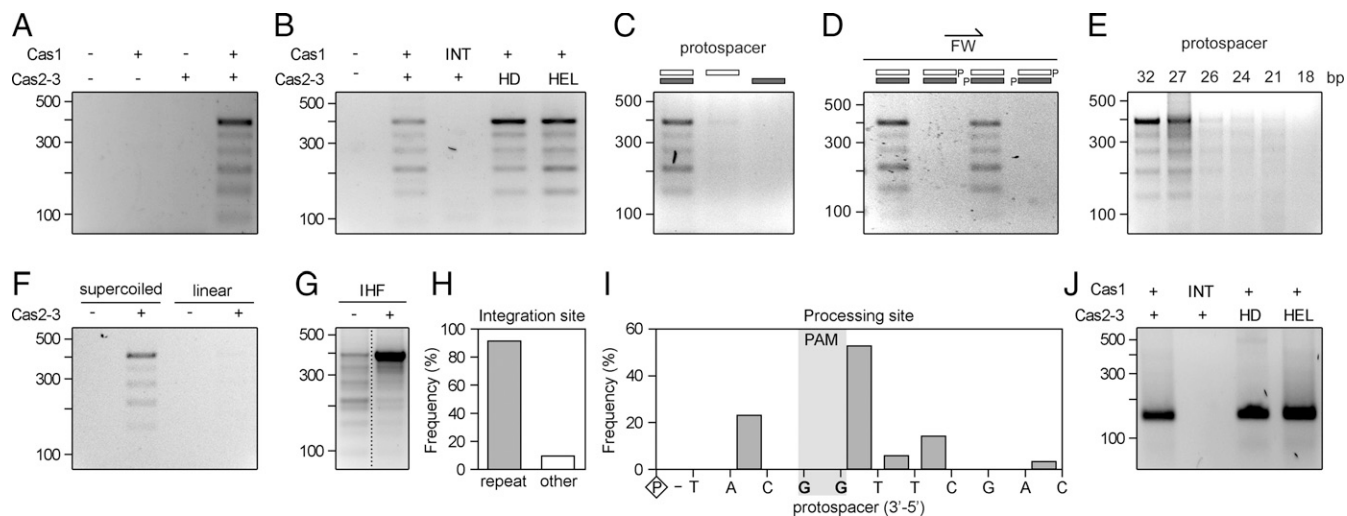 A
Cas1 - + - +
Cas2-3 - - + +
500
300
100
B
Cas1 - + INT + +
Cas2-3 - + + HD HEL
500
300
100
C
protospacer
500
300
100
D
FW
P P P P
500
300
100
E
protospacer
32 27 26 24 21 18 bp
500
300
100
F
supercoiled linear
Cas2-3 - + - +
500
300
100
G
IHF
- +
500
300
100
H
Integration site
Frequency (%)
100
80
60
40
20
0
repeat other
I
Processing site
PAM
Frequency (%)
60
40
20
0
P – T A C G G T T C G A C
protospacer (3'-5')
J
Cas1 + INT + +
Cas2-3 + + HD HEL
500
300
100